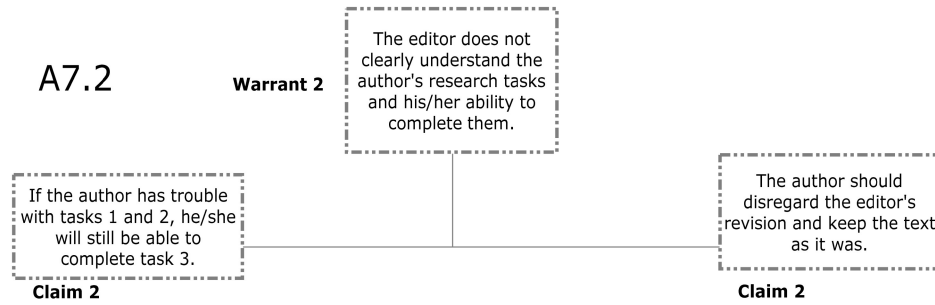 A7.2
Warrant 2
The editor does not
clearly understand the
author's research tasks
and his/her ability to
complete them.
If the author has trouble
with tasks 1 and 2, he/she
will still be able to
complete task 3.
Claim 2
The author should
disregard the editor's
revision and keep the text
as it was.
Claim 2